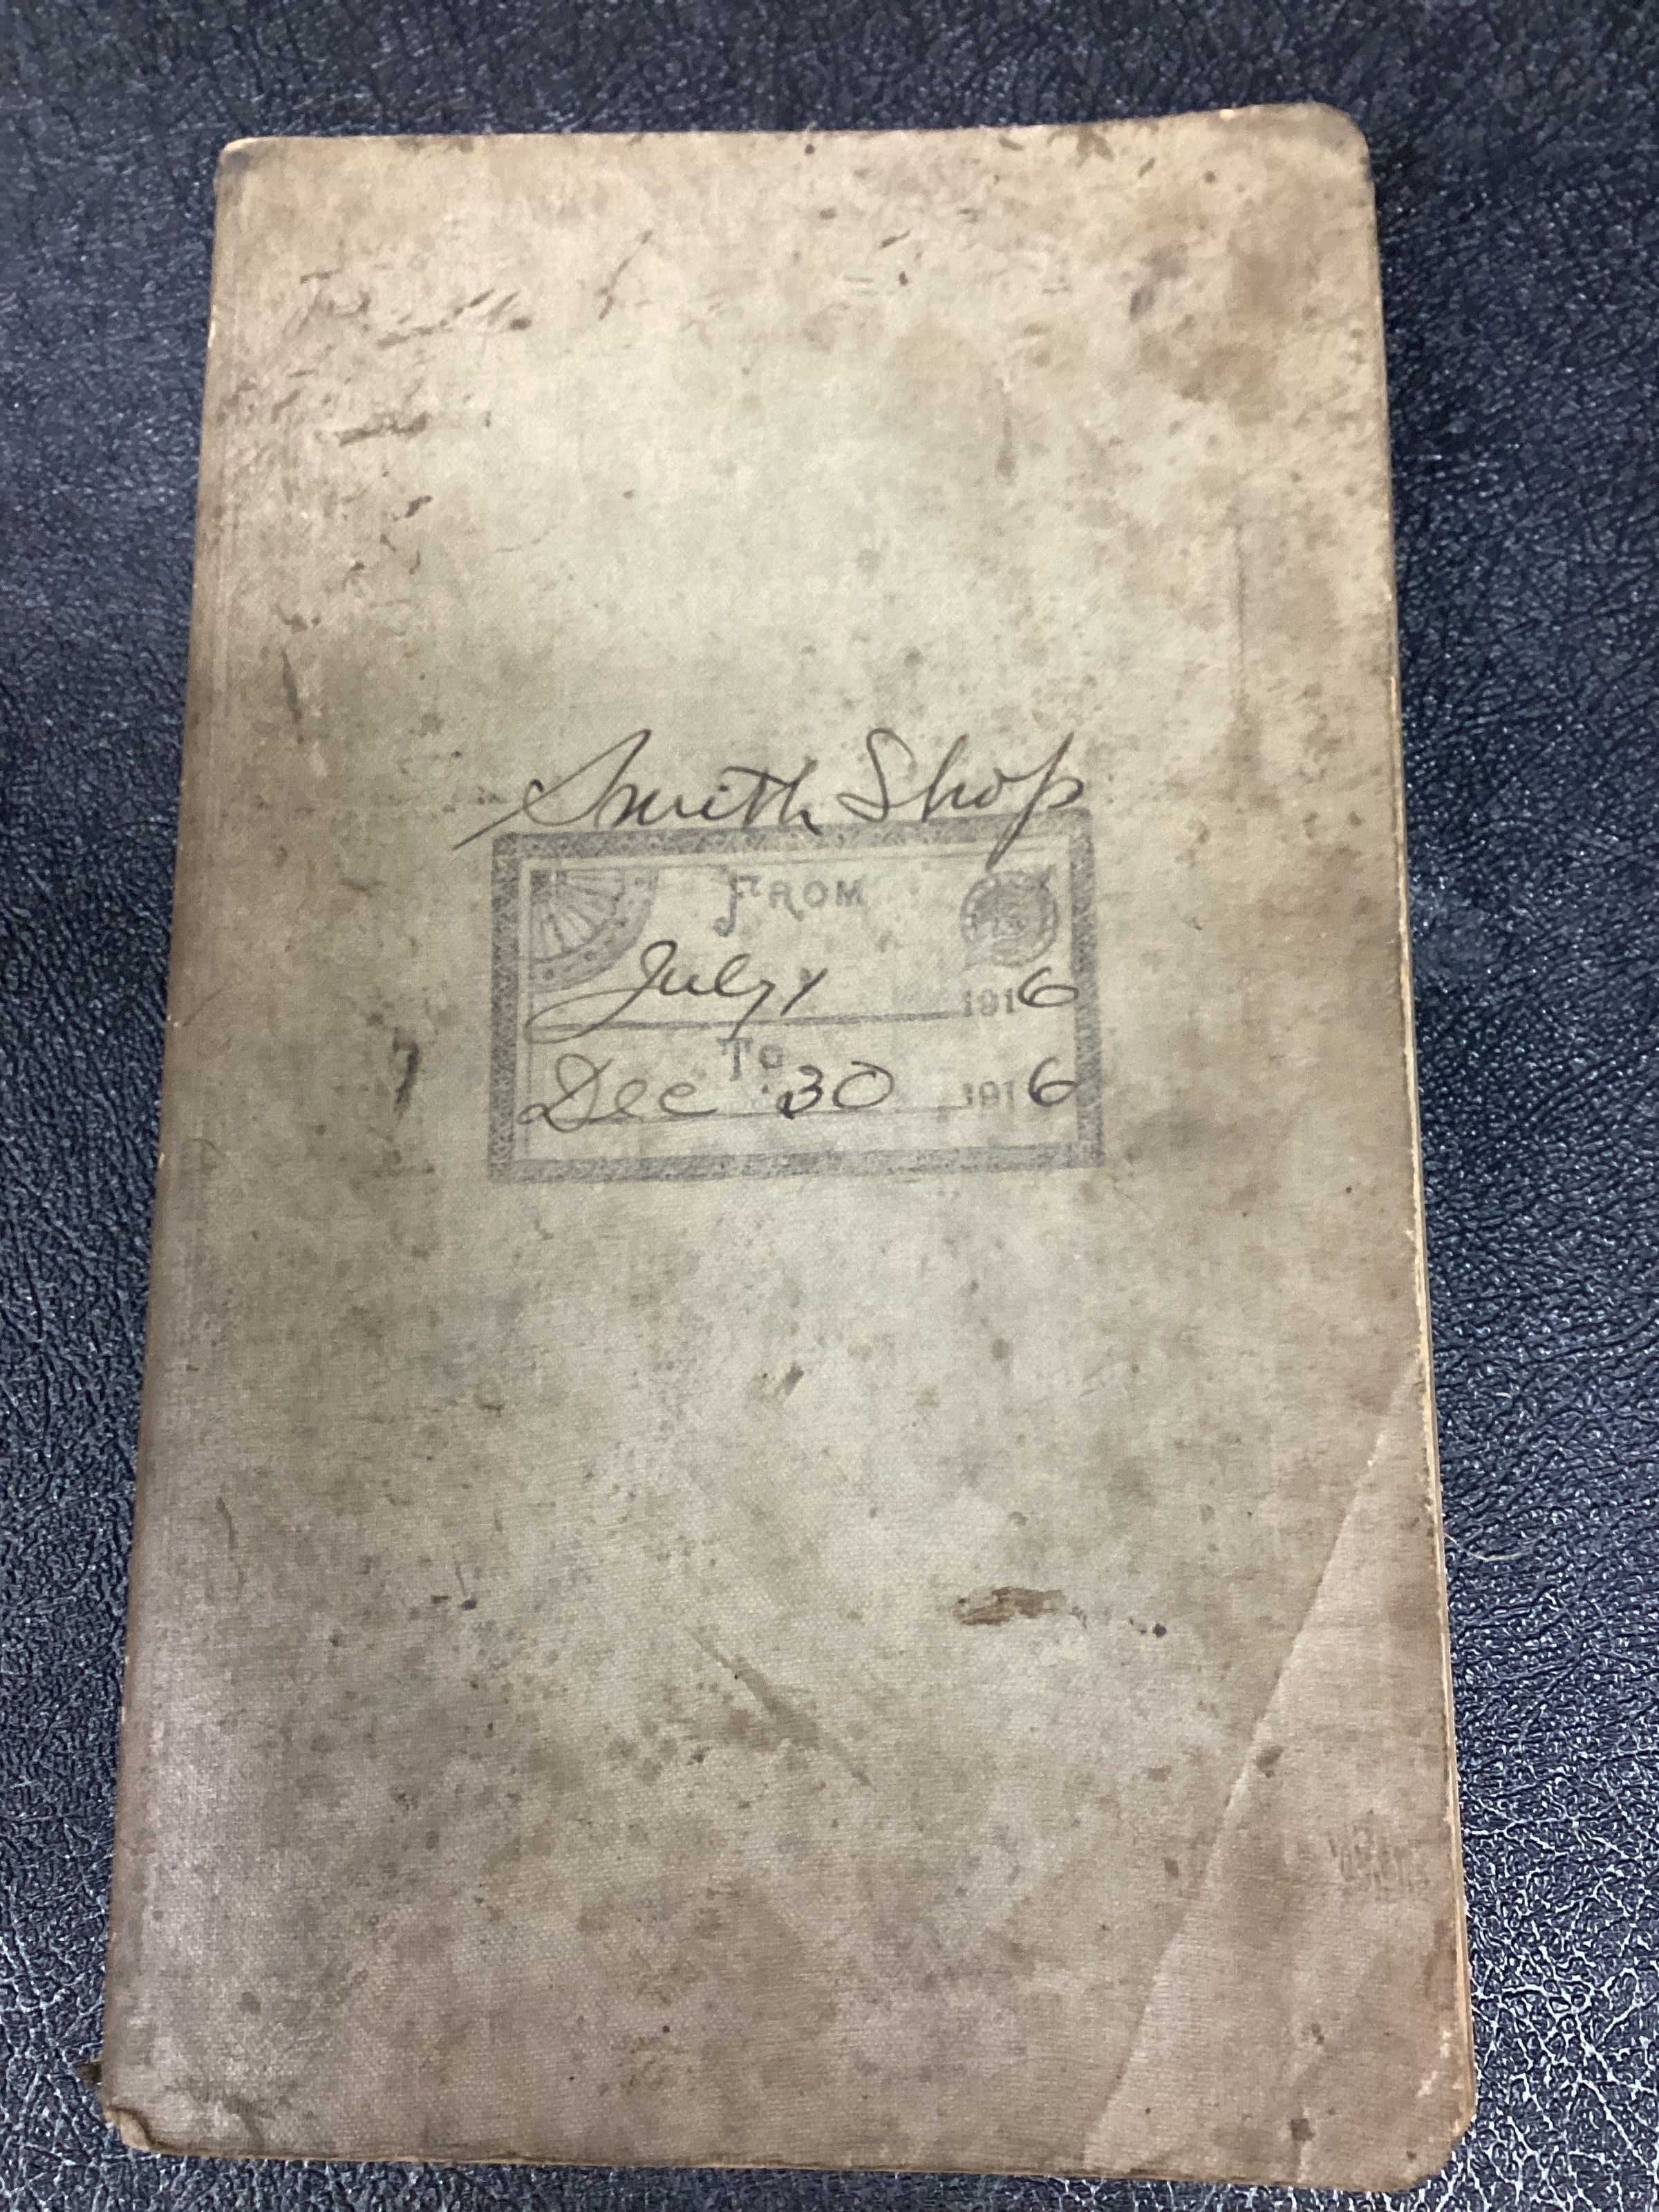 Smith Shop
FROM
July 1 1916
To
Dec 30 1916